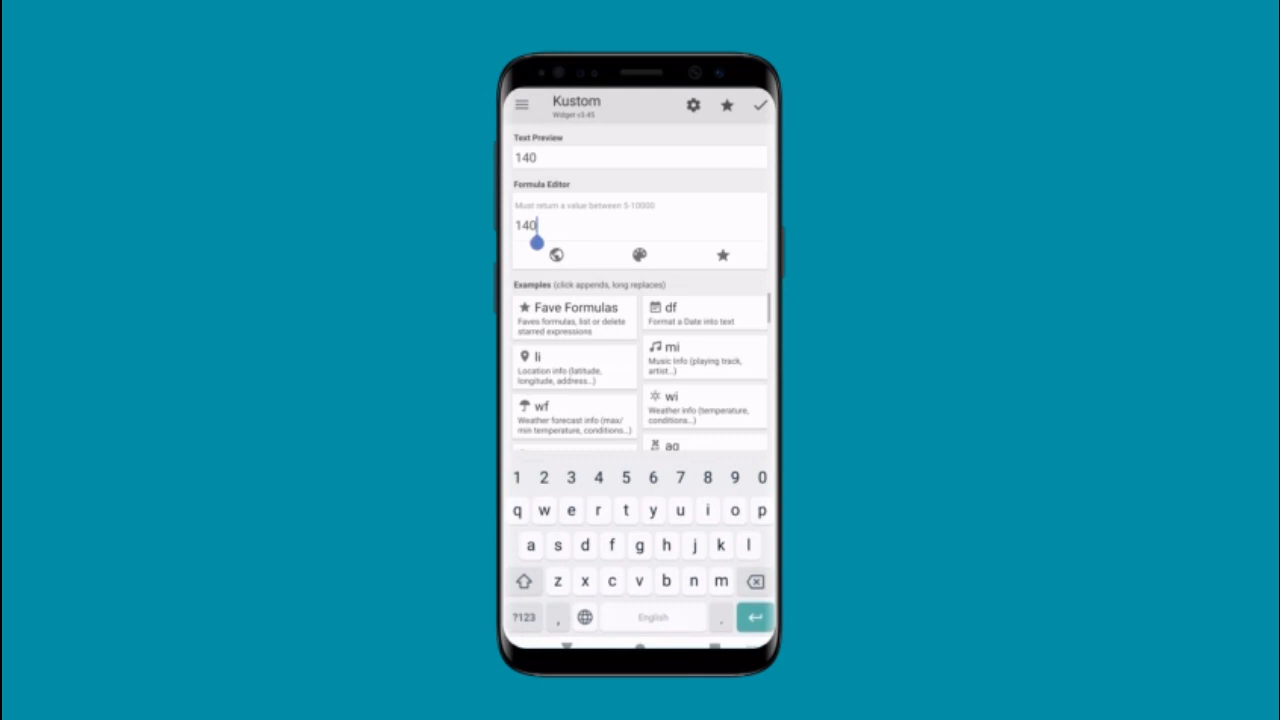 Kustom
Widget v3.45
Text Preview
140
Formula Editor
Must return a value between 5-10000
140
Examples (click appends, long replaces)
Fave Formulas
Faves formulas, list or delete
starred expressions
df
Format a Date into text
li
Location info (latitude,
longitude, address...)
mi
Music Info (playing track,
artist...)
wf
Weather forecast info (max/
min temperature, conditions...)
wi
Weather info (temperature,
conditions...)
aq
1 2 3 4 5 6 7 8 9 0
q w e r t y u i o p
a s d f g h j k l
z x c v b n m
?123 , English .